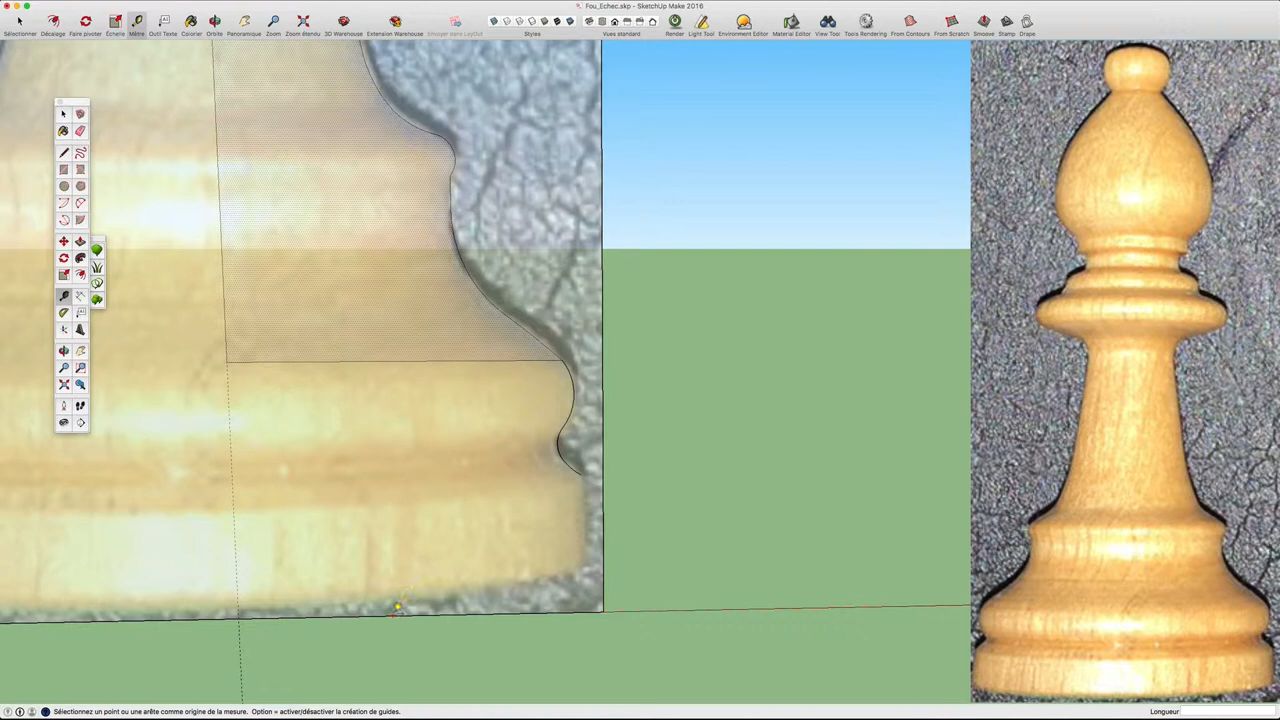 Fou_Echec.skp - SketchUp Make 2016
Sélectionner Décalage Faire pivoter Échelle Mètre Outil Texte Colorier Orbite Panoramique Zoom Zoom étendu 3D Warehouse Extension Warehouse Envoyer dans LayOut Styles Vues standard Render Light Tool Environment Editor Material Editor View Tool Tools Rendering From Contours From Scratch Smoove Stamp Drape
Sélectionnez un point ou une arête comme origine de la mesure. Option = activer/désactiver la création de guides. Longueur